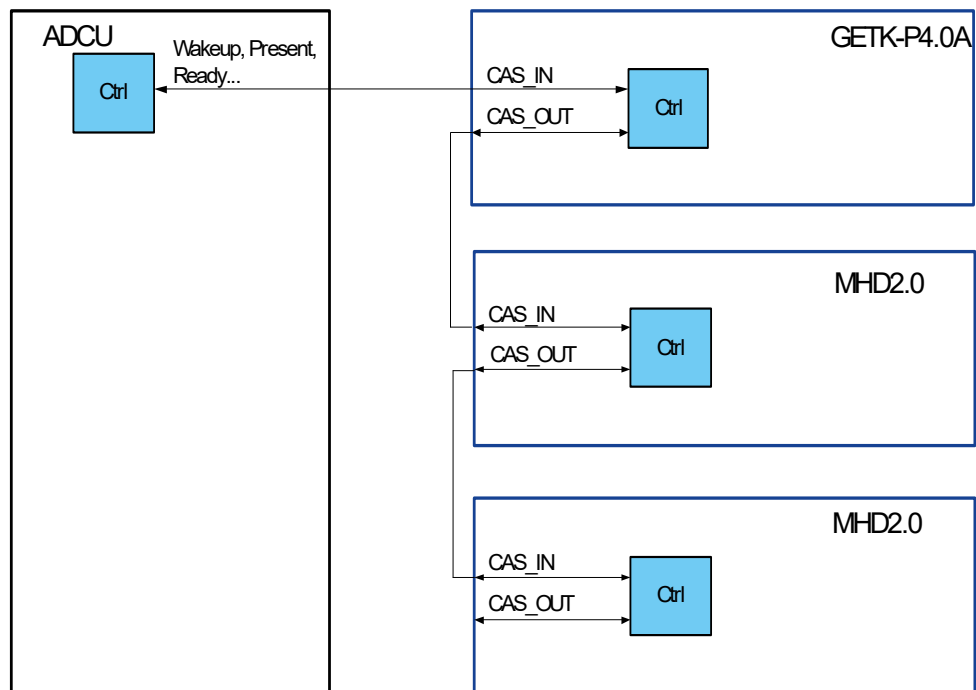 ADCU
Wakeup, Present,
Ready...
Ctrl
GETK-P4.0A
CAS_IN
CAS_OUT
Ctrl
MHD2.0
CAS_IN
CAS_OUT
Ctrl
MHD2.0
CAS_IN
CAS_OUT
Ctrl